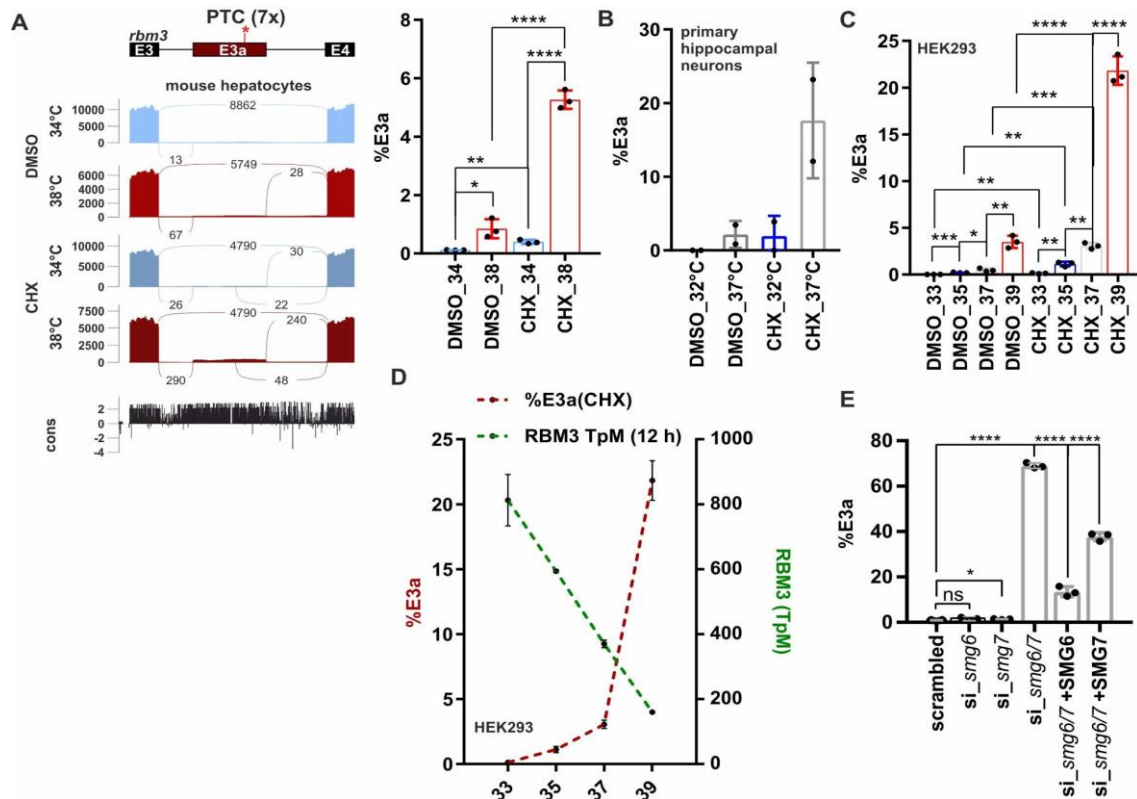 A
PTC (7x)
*
rbm3
E3
E3a
E4
mouse hepatocytes
DMSO
34°C
10000
5000
0
8862
13
38°C
6000
4000
2000
0
5749
28
67
CHX
34°C
4000
2000
0
4790
30
26
22
38°C
7500
5000
2500
0
4790
240
290
48
cons
2
0
-2
-4
%E3a
8
6
4
2
0
****
****
**
*
DMSO_34
DMSO_38
CHX_34
CHX_38
B
primary
hippocampal
neurons
%E3a
30
20
10
0
DMSO_32°C
DMSO_37°C
CHX_32°C
CHX_37°C
C
HEK293
%E3a
25
20
15
10
5
0
**** ****
***
**
**
**
**
*** * **
DMSO_33
DMSO_35
DMSO_37
DMSO_39
CHX_33
CHX_35
CHX_37
CHX_39
D
%E3a(CHX)
RBM3 TpM (12 h)
%E3a
25
20
15
10
5
0
RBM3 (TpM)
1000
800
600
400
200
0
HEK293
33
35
37
39
E
%E3a
80
60
40
20
0
**** **** ****
*
ns
scrambled
si_smg6
si_smg7
si_smg6/7
si_smg6/7 +SMG6
si_smg6/7 +SMG7